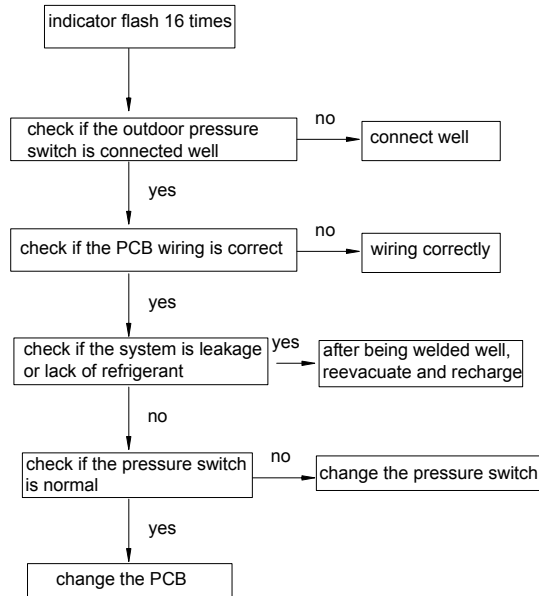 indicator flash 16 times
check if the outdoor pressure
switch is connected well
no
connect well
yes
check if the PCB wiring is correct
no
wiring correctly
yes
check if the system is leakage
or lack of refrigerant
yes
after being welded well,
reevacuate and recharge
no
check if the pressure switch
is normal
no
change the pressure switch
yes
change the PCB